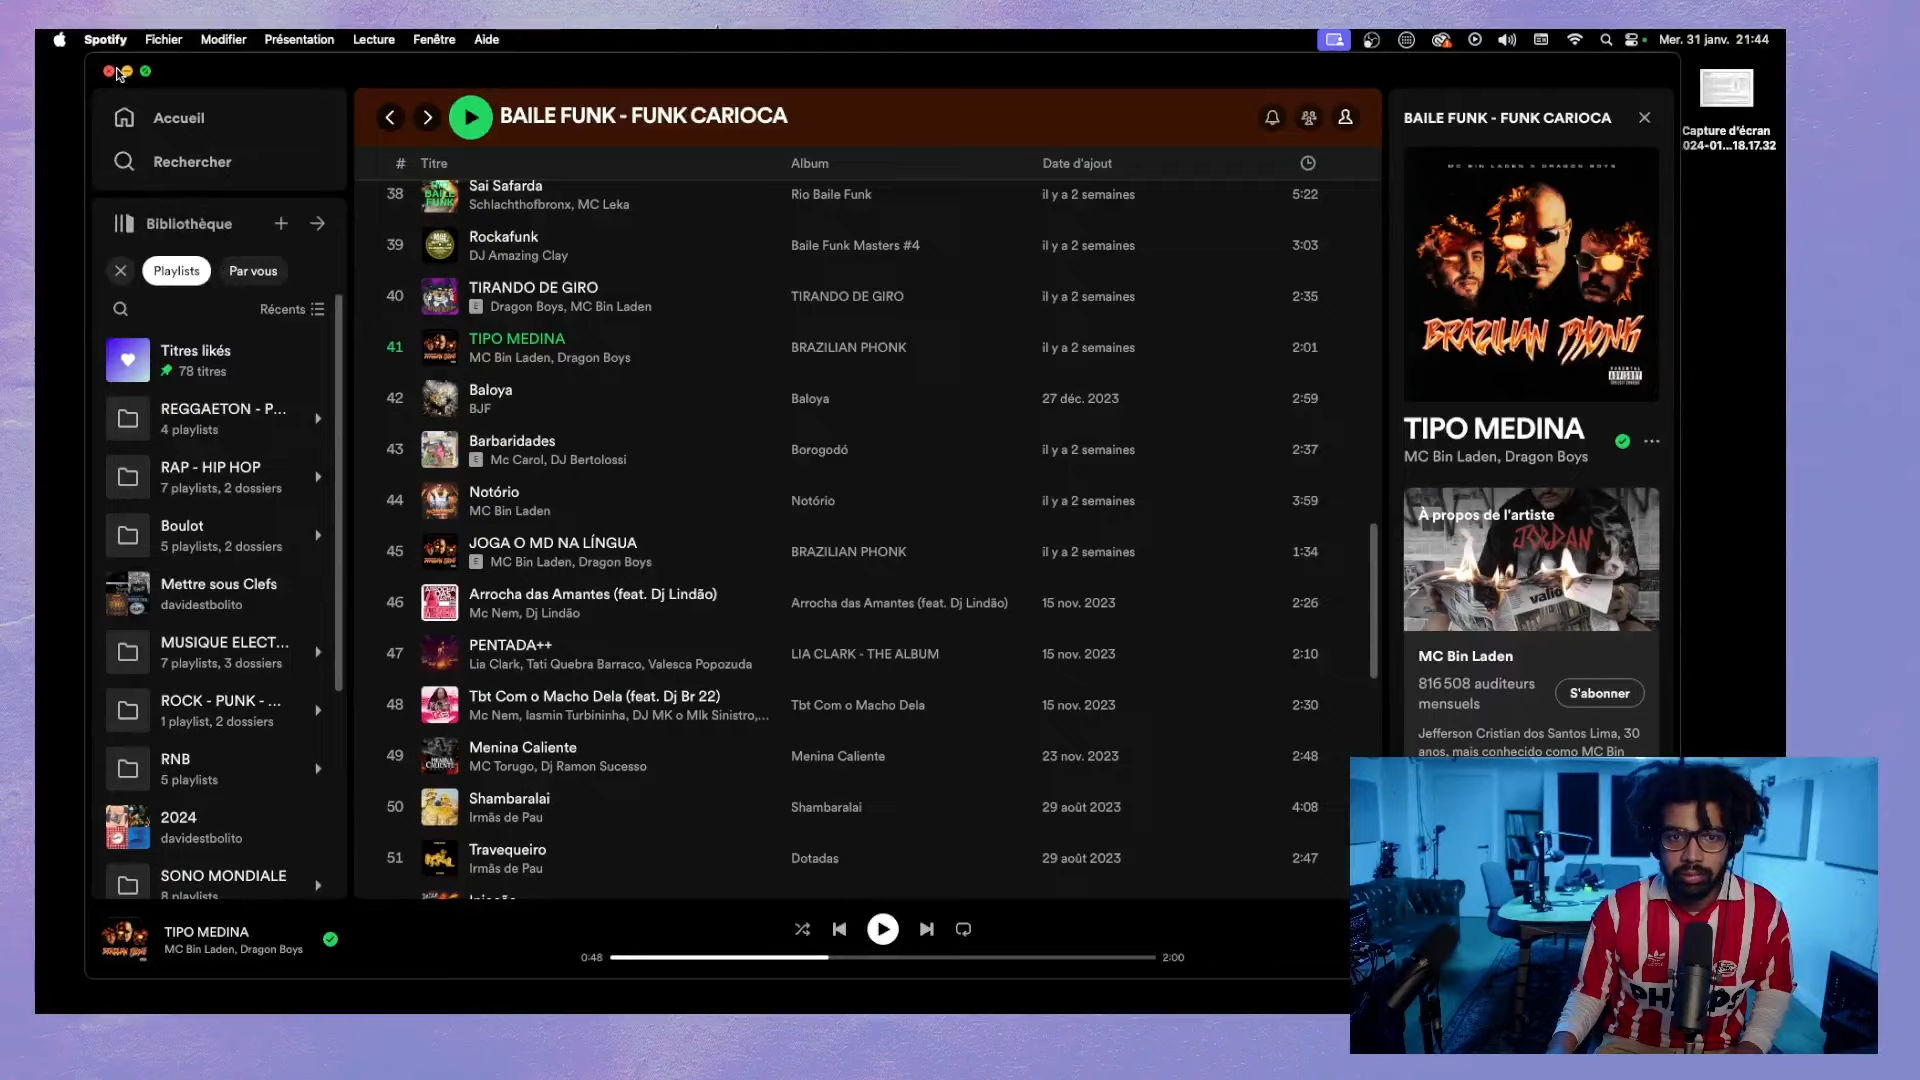 Spotify Fichier Modifier Présentation Lecture Fenêtre Aide
Mer. 31 janv. 21:44
Capture d'écran
024-01...18.17.32
Accueil
Rechercher
Bibliothèque
Playlists Par vous
Récents
Titres likés
78 titres
REGGAETON - P...
4 playlists
RAP - HIP HOP
7 playlists, 2 dossiers
Boulot
5 playlists, 2 dossiers
Mettre sous Clefs
davidestbolito
MUSIQUE ELECT...
7 playlists, 3 dossiers
ROCK - PUNK - ...
1 playlist, 2 dossiers
RNB
5 playlists
2024
davidestbolito
SONO MONDIALE
8 playlists
BAILE FUNK - FUNK CARIOCA
# Titre Album Date d'ajout
38 Sai Safarda Rio Baile Funk il y a 2 semaines 5:22
Schlachthofbronx, MC Leka
39 Rockafunk Baile Funk Masters #4 il y a 2 semaines 3:03
DJ Amazing Clay
40 TIRANDO DE GIRO TIRANDO DE GIRO il y a 2 semaines 2:35
E Dragon Boys, MC Bin Laden
41 TIPO MEDINA BRAZILIAN PHONK il y a 2 semaines 2:01
MC Bin Laden, Dragon Boys
42 Baloya Baloya 27 déc. 2023 2:59
BJF
43 Barbaridades Borogodó il y a 2 semaines 2:37
E Mc Carol, DJ Bertolossi
44 Notório Notório il y a 2 semaines 3:59
MC Bin Laden
45 JOGA O MD NA LÍNGUA BRAZILIAN PHONK il y a 2 semaines 1:34
E MC Bin Laden, Dragon Boys
46 Arrocha das Amantes (feat. Dj Lindão) Arrocha das Amantes (feat. Dj Lindão) 15 nov. 2023 2:26
Mc Nem, Dj Lindão
47 PENTADA++ LIA CLARK - THE ALBUM 15 nov. 2023 2:10
Lia Clark, Tati Quebra Barraco, Valesca Popozuda
48 Tbt Com o Macho Dela (feat. Dj Br 22) Tbt Com o Macho Dela 15 nov. 2023 2:30
Mc Nem, Iasmin Turbininha, DJ MK o Mlk Sinistro,...
49 Menina Caliente Menina Caliente 23 nov. 2023 2:48
MC Torugo, Dj Ramon Sucesso
50 Shambaralai Shambaralai 29 août 2023 4:08
Irmãs de Pau
51 Travequeiro Dotadas 29 août 2023 2:47
Irmãs de Pau
BAILE FUNK - FUNK CARIOCA
MC BIN LADEN X DRAGON BOYS
BRAZILIAN PHONK
PARENTAL
ADVISORY
TIPO MEDINA
MC Bin Laden, Dragon Boys
À propos de l'artiste
JORDAN
valio
MC Bin Laden
816 508 auditeurs
mensuels
S'abonner
Jefferson Cristian dos Santos Lima, 30
anos, mais conhecido como MC Bin
TIPO MEDINA
MC Bin Laden, Dragon Boys
0:48 2:00